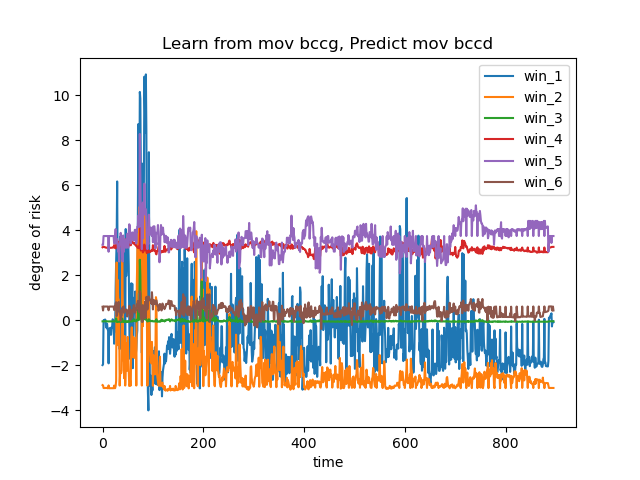 Learn from mov bccg, Predict mov bccd
degree of risk
10
8
6
4
2
0
−2
−4
win_1
win_2
win_3
win_4
win_5
win_6
0
200
400
600
800
time